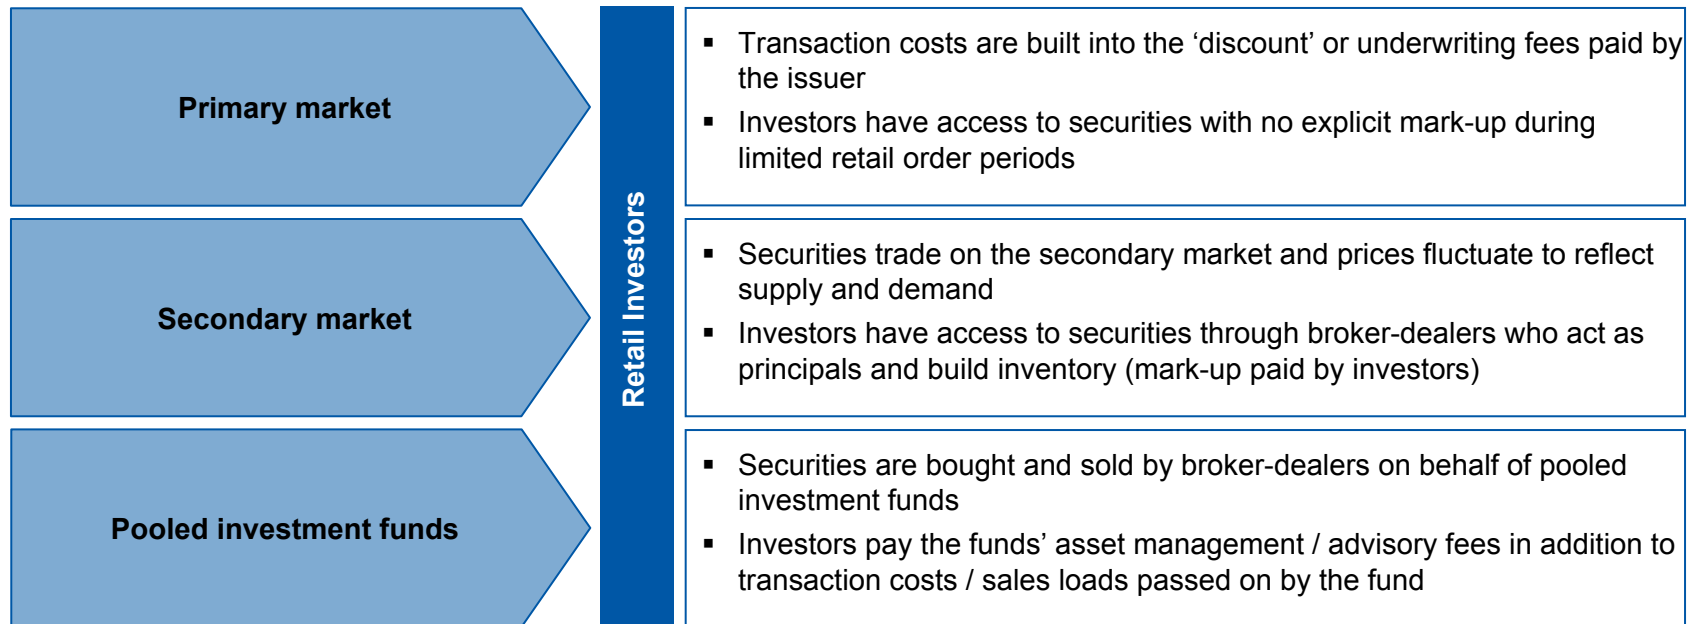 Primary market
▪ Transaction costs are built into the ‘discount’ or underwriting fees paid by
the issuer
▪ Investors have access to securities with no explicit mark-up during
limited retail order periods
Retail Investors
Secondary market
▪ Securities trade on the secondary market and prices fluctuate to reflect
supply and demand
▪ Investors have access to securities through broker-dealers who act as
principals and build inventory (mark-up paid by investors)
Pooled investment funds
▪ Securities are bought and sold by broker-dealers on behalf of pooled
investment funds
▪ Investors pay the funds’ asset management / advisory fees in addition to
transaction costs / sales loads passed on by the fund